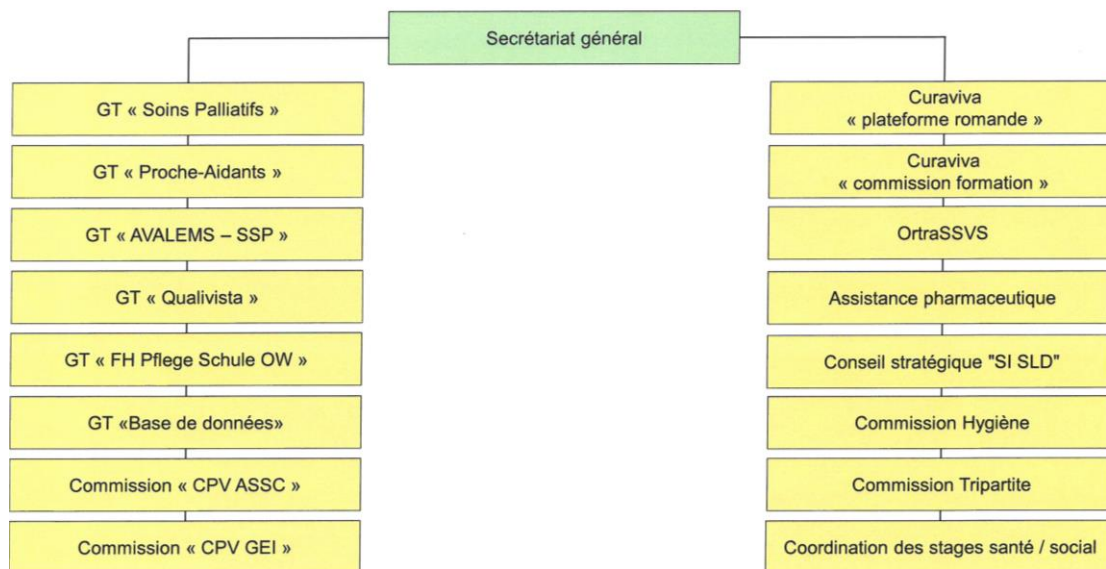 Secrétariat général
GT « Soins Palliatifs »
GT « Proche-Aidants »
GT « AVALEMS – SSP »
GT « Qualivista »
GT « FH Pflege Schule OW »
GT «Base de données»
Commission « CPV ASSC »
Commission « CPV GEI »
Curaviva
« plateforme romande »
Curaviva
« commission formation »
OrtraSSVS
Assistance pharmaceutique
Conseil stratégique "SI SLD"
Commission Hygiène
Commission Tripartite
Coordination des stages santé / social